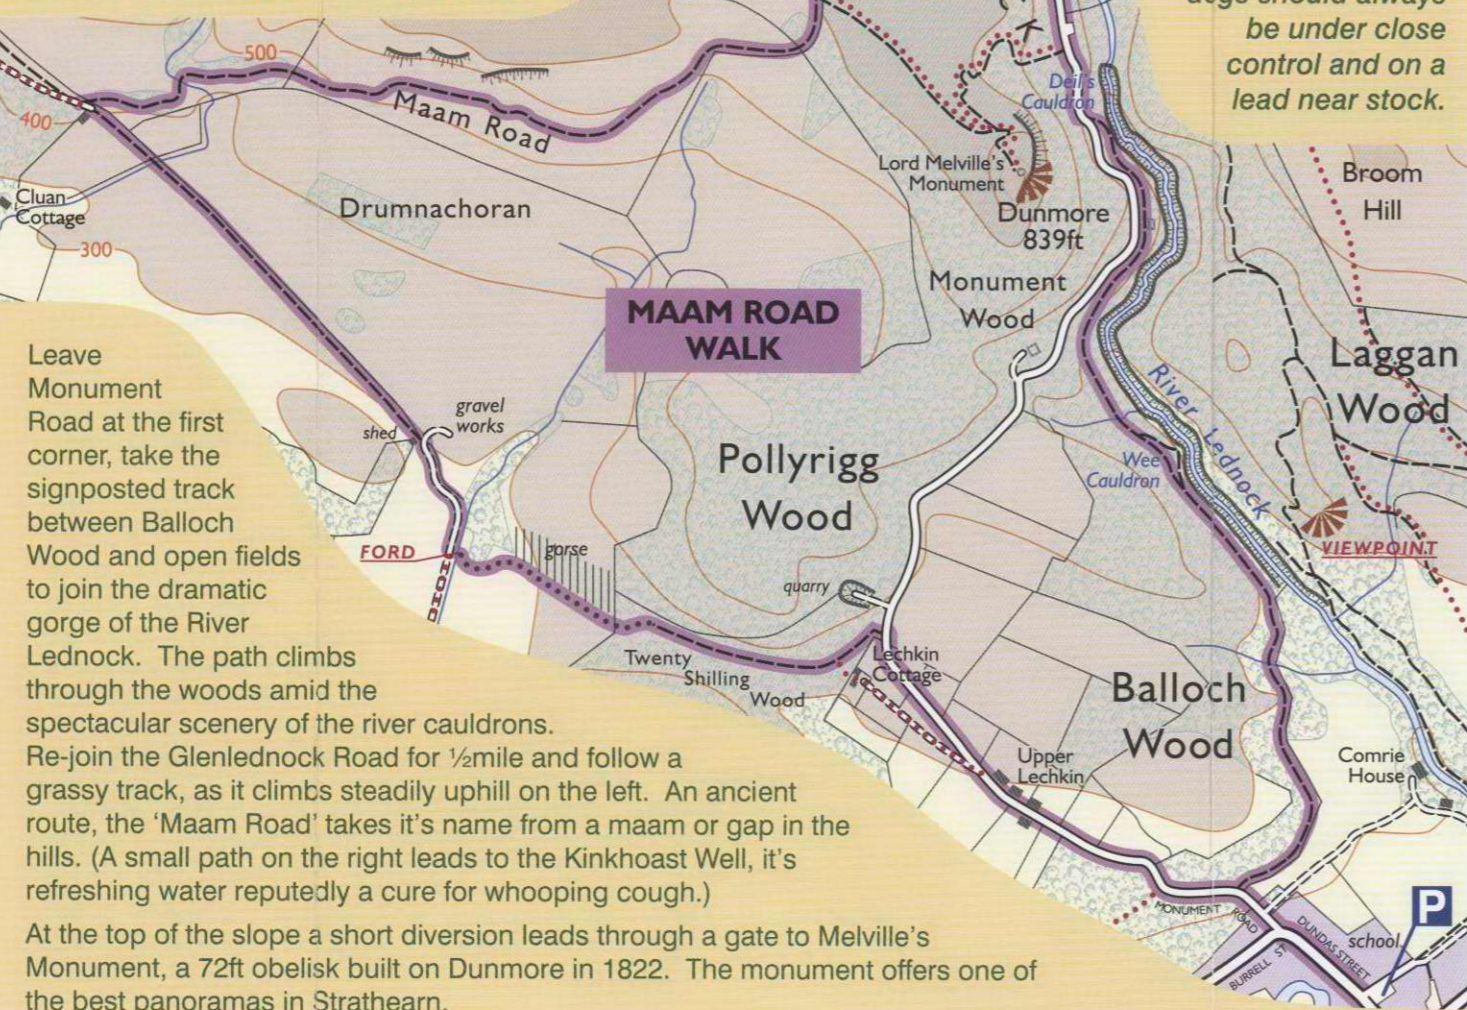 dogs should always
be under close
control and on a
lead near stock.
500
400
300
Maam Road
Deil's
Cauldron
Lord Melville's
Monument
Dunmore
839ft
Broom
Hill
Cluan
Cottage
Drumnachoran
Monument
Wood
MAAM ROAD
WALK
Laggan
Wood
River Lednock
Wee
Cauldron
VIEWPOINT
gravel
works
shed
Pollyrigg
Wood
FORD
gorse
quarry
Twenty
Shilling
Wood
Lechkin
Cottage
Balloch
Wood
Upper
Lechkin
Comrie
House
MONUMENT ROAD
DUNDAS STREET
BURRELL ST
school
P
Leave
Monument
Road at the first
corner, take the
signposted track
between Balloch
Wood and open fields
to join the dramatic
gorge of the River
Lednock. The path climbs
through the woods amid the
spectacular scenery of the river cauldrons.
Re-join the Glenlednock Road for ½mile and follow a
grassy track, as it climbs steadily uphill on the left. An ancient
route, the ‘Maam Road’ takes it's name from a maam or gap in the
hills. (A small path on the right leads to the Kinkhoast Well, it's
refreshing water reputedly a cure for whooping cough.)
At the top of the slope a short diversion leads through a gate to Melville's
Monument, a 72ft obelisk built on Dunmore in 1822. The monument offers one of
the best panoramas in Strathearn.